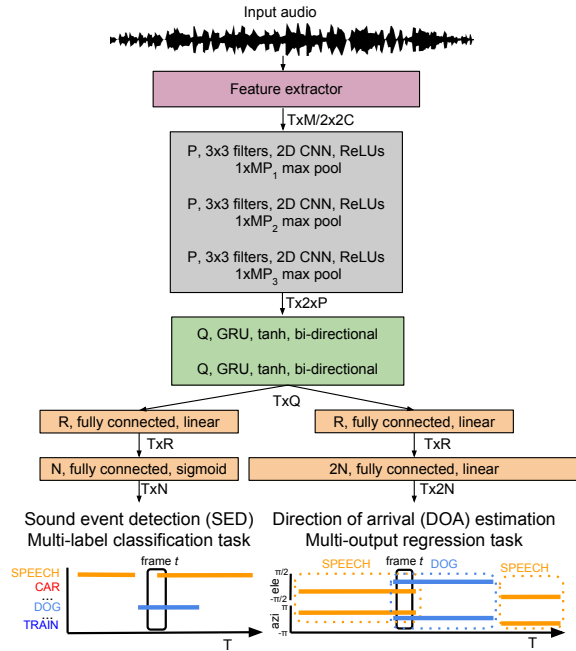 Input audio
Feature extractor
TxM/2x2C
P, 3x3 filters, 2D CNN, ReLUs
1xMP1 max pool
P, 3x3 filters, 2D CNN, ReLUs
1xMP2 max pool
P, 3x3 filters, 2D CNN, ReLUs
1xMP3 max pool
Tx2xP
Q, GRU, tanh, bi-directional
Q, GRU, tanh, bi-directional
TxQ
R, fully connected, linear
TxR
N, fully connected, sigmoid
TxN
Sound event detection (SED)
Multi-label classification task
frame t
SPEECH
CAR
...
DOG
...
TRAIN
T
R, fully connected, linear
TxR
2N, fully connected, linear
Tx2N
Direction of arrival (DOA) estimation
Multi-output regression task
SPEECH
frame t
DOG
SPEECH
π/2
ele
-π/2
π
azi
-π
T